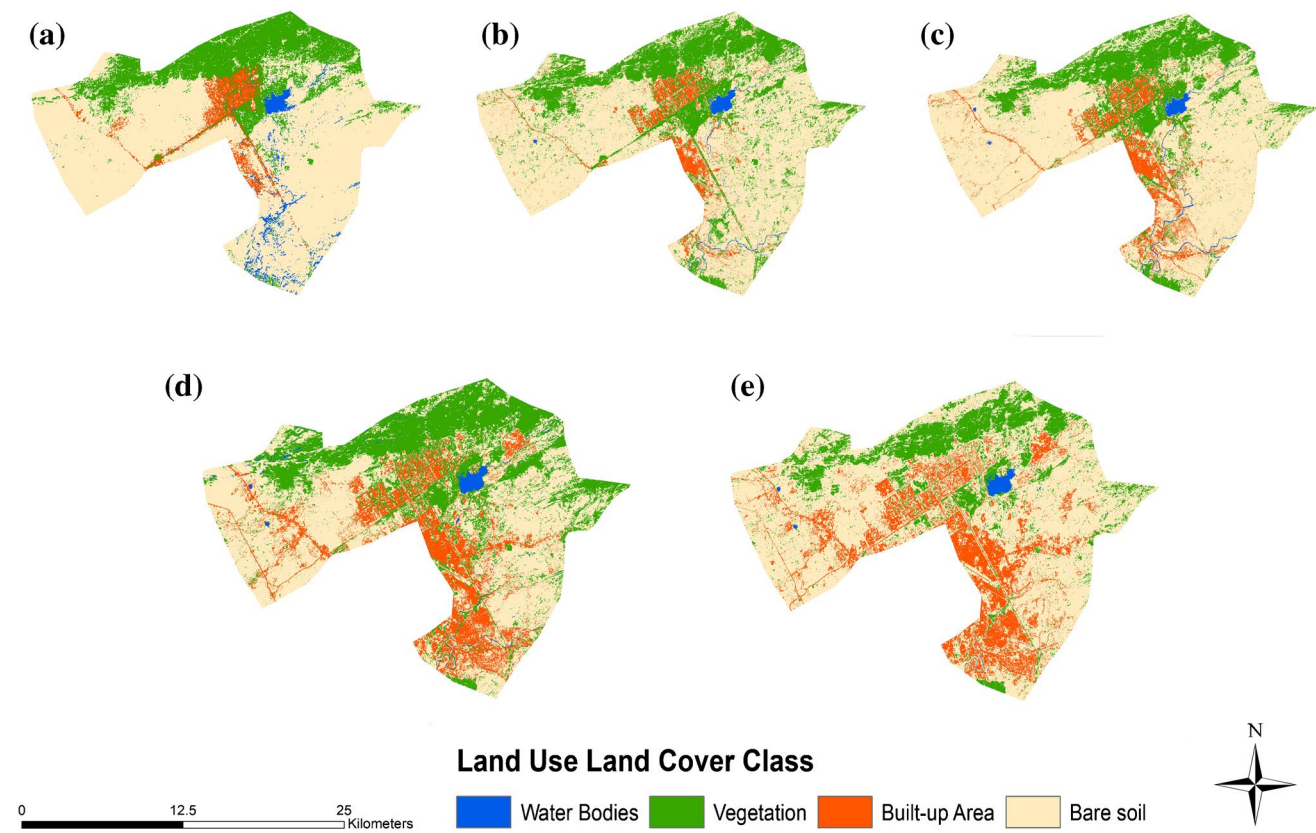 (a)
(b)
(c)
(d)
(e)
Land Use Land Cover Class
N
0 12.5 25
Kilometers
Water Bodies Vegetation Built-up Area Bare soil